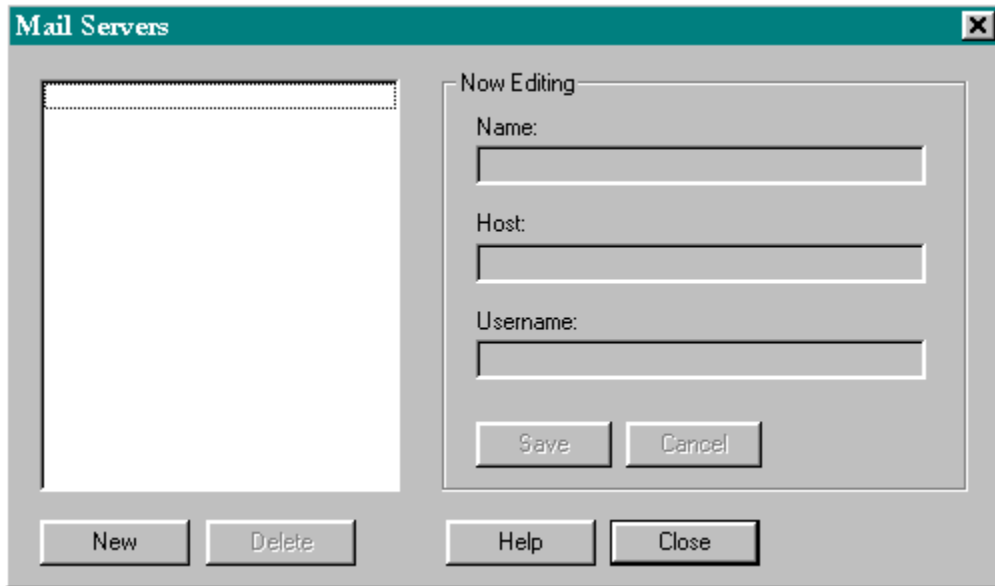 Mail Servers
Now Editing
Name:
Host:
Username:
Save Cancel
New Delete Help Close